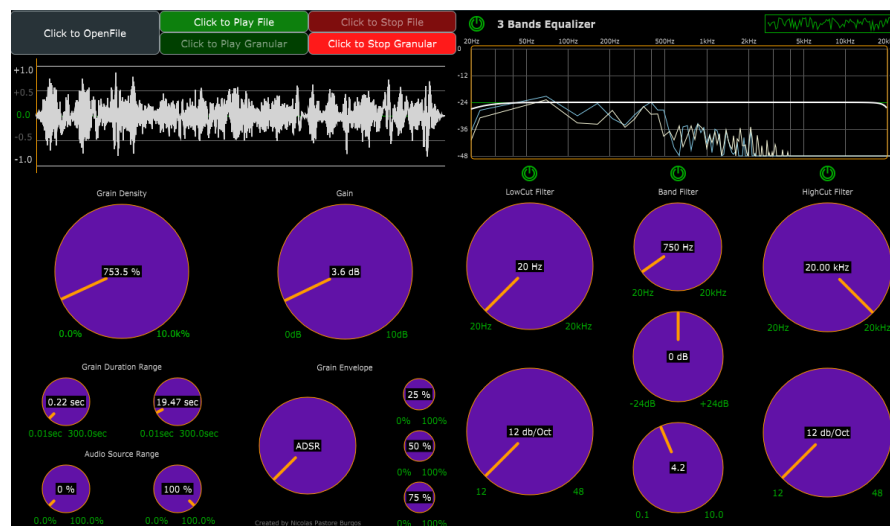 Click to OpenFile
Click to Play File
Click to Stop File
Click to Play Granular
Click to Stop Granular
+1.0
+0.5
0.0
-0.5
-1.0
3 Bands Equalizer
20Hz 50Hz 100Hz 200Hz 500Hz 1kHz 2kHz 5kHz 10kHz 20k
0
-12
-24
-36
-48
Grain Density
753.5 %
0.0% 10.0k%
Gain
3.6 dB
0dB 10dB
Grain Duration Range
0.22 sec
0.01sec 300.0sec
19.47 sec
0.01sec 300.0sec
Audio Source Range
0 %
0.0% 100.0%
100 %
0.0% 100.0%
Grain Envelope
ADSR
25 %
0% 100%
50 %
0% 100%
75 %
0% 100%
Created by Nicolas Pastore Burgos
LowCut Filter
20 Hz
20Hz 20kHz
12 db/Oct
12 48
Band Filter
750 Hz
20Hz 20kHz
0 dB
-24dB +24dB
4.2
0.1 10.0
HighCut Filter
20.00 kHz
20Hz 20kHz
12 db/Oct
12 48